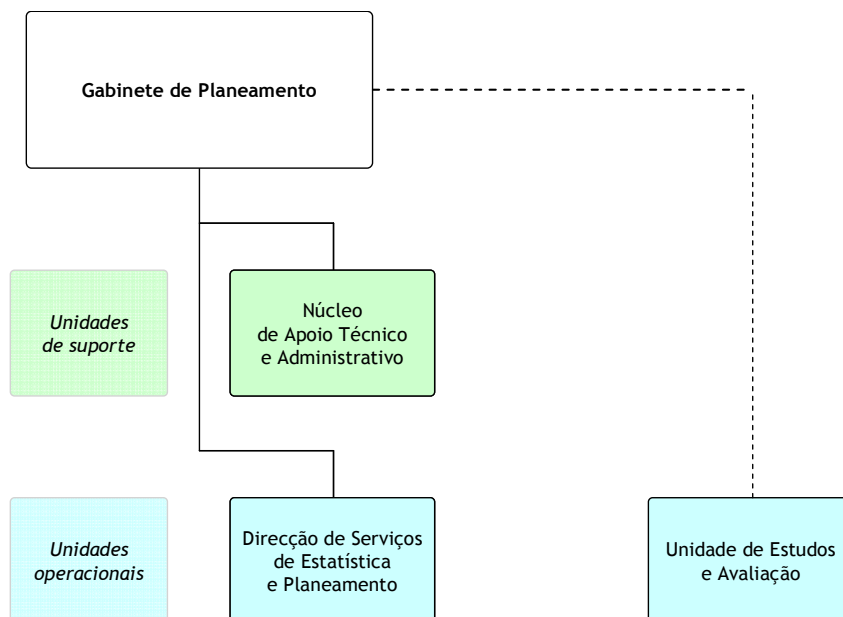 Gabinete de Planeamento
Unidades
de suporte
Núcleo
de Apoio Técnico
e Administrativo
Unidades
operacionais
Direcção de Serviços
de Estatística
e Planeamento
Unidade de Estudos
e Avaliação